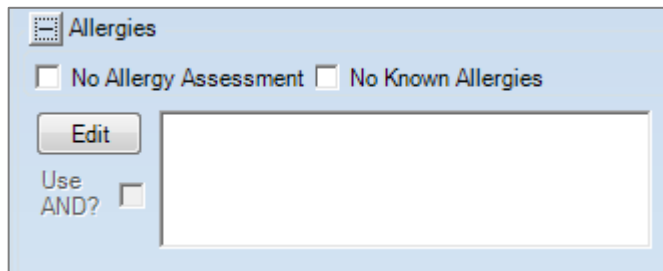 Allergies
No Allergy Assessment No Known Allergies
Edit
Use
AND?